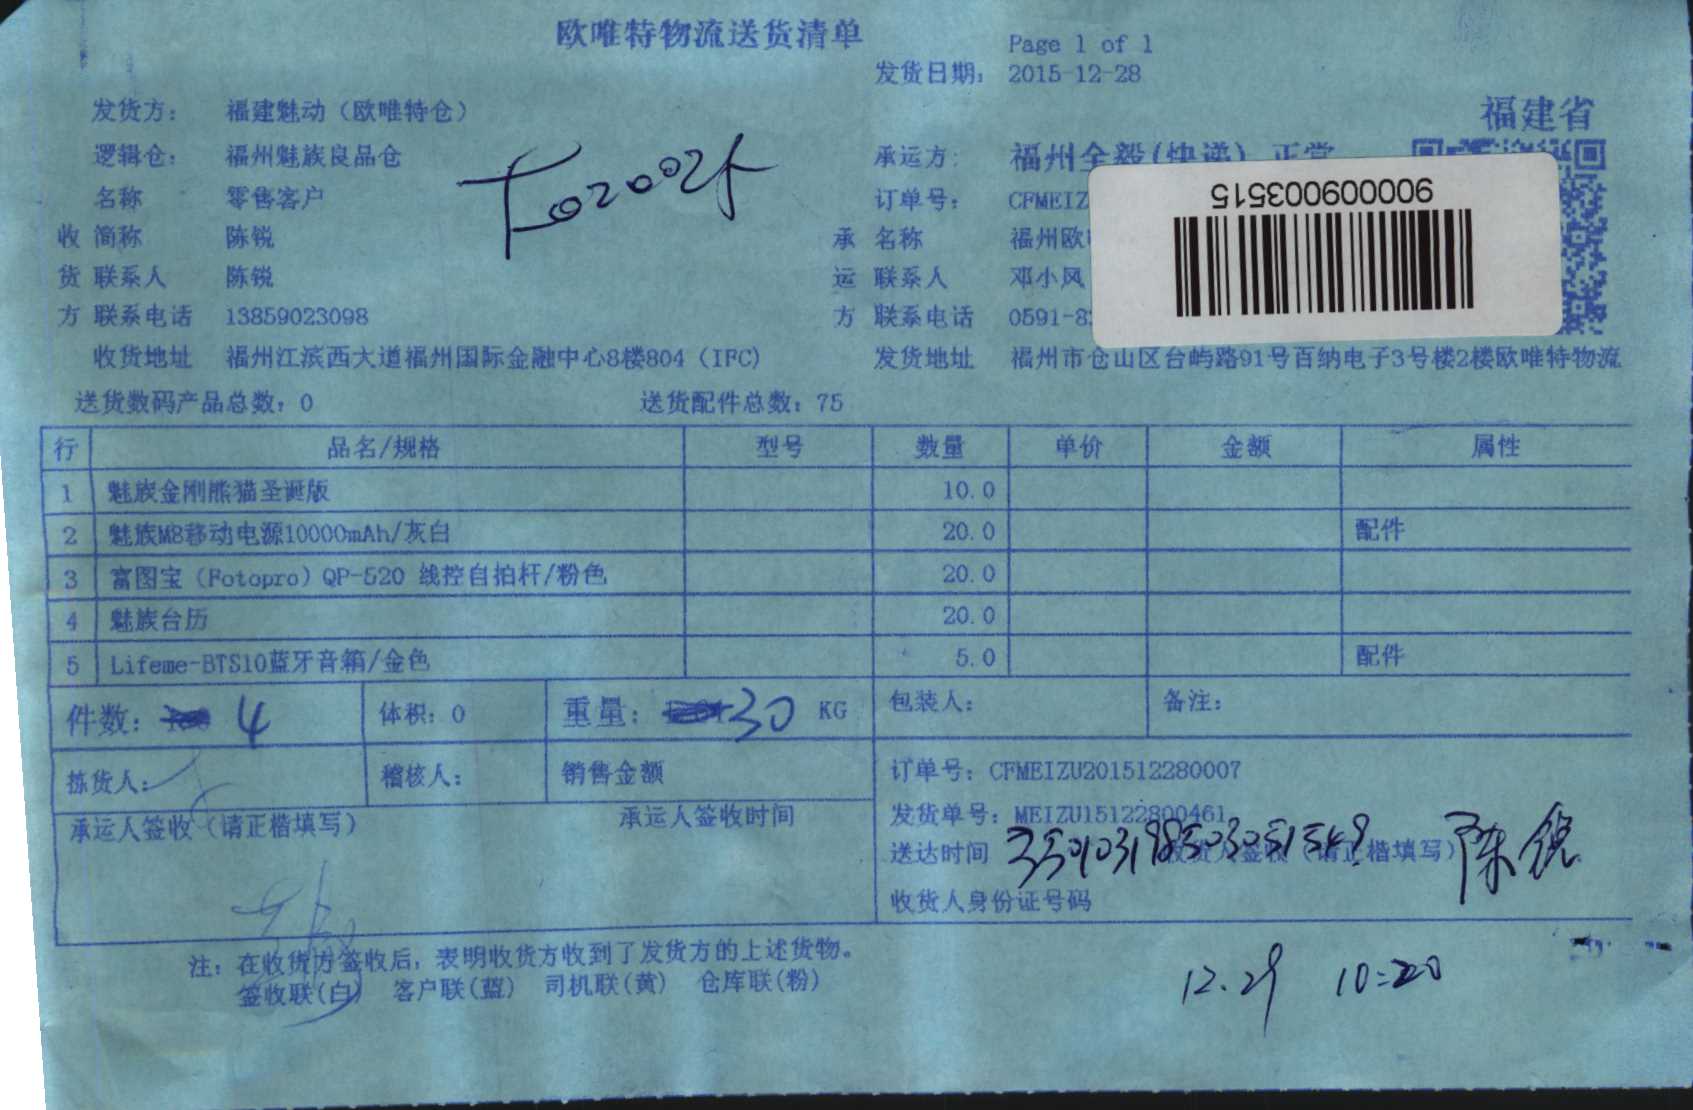 欧唯特物流送货清单
Page 1 of 1
发货日期: 2015-12-28
福建省
发货方: 福建魅动（欧唯特仓）
逻辑仓: 福州魅族良品仓 承运方: 福州全毅(快递) 正常
名称 零售客户 订单号: CFMEIZ
900009003515
收 简称 陈锐 承 名称 福州欧
货 联系人 陈锐 运 联系人 邓小风
方 联系电话 13859023098 方 联系电话 0591-8
收货地址 福州江滨西大道福州国际金融中心8楼804（IFC） 发货地址 福州市仓山区台屿路91号百纳电子3号楼2楼欧唯特物流
送货数码产品总数: 0 送货配件总数: 75
行 品名/规格 型号 数量 单价 金额 属性
1 魅族金刚熊猫圣诞版 10.0
2 魅族M8移动电源10000mAh/灰白 20.0 配件
3 富图宝（Fotopro）QP-520 线控自拍杆/粉色 20.0
4 魅族台历 20.0
5 Lifeme-BTS10蓝牙音箱/金色 5.0 配件
件数: 4 体积: 0 重量: 30 KG 包装人: 备注:
拣货人: 稽核人: 销售金额 订单号: CFMEIZU201512280007
承运人签收（请正楷填写） 承运人签收时间 发货单号: MEIZU15122800461
送达时间 收货人签收（请正楷填写） 陈锐
收货人身份证号码
注: 在收货方签收后, 表明收货方收到了发货方的上述货物。
签收联(白) 客户联(蓝) 司机联(黄) 仓库联(粉)
12.29 10:20